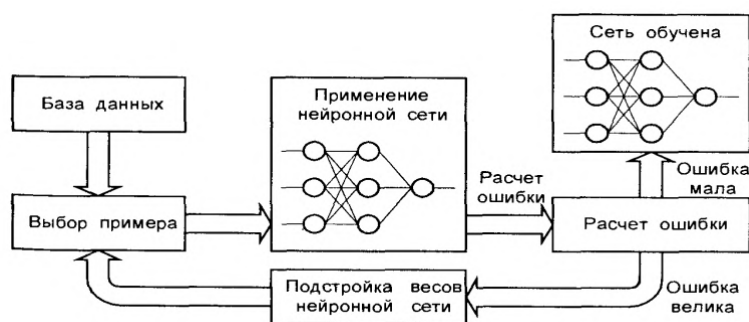 Сеть обучена
База данных
Применение
нейронной сети
Выбор примера
Расчет
ошибки
Ошибка
мала
Расчет ошибки
Подстройка весов
нейронной сети
Ошибка
велика